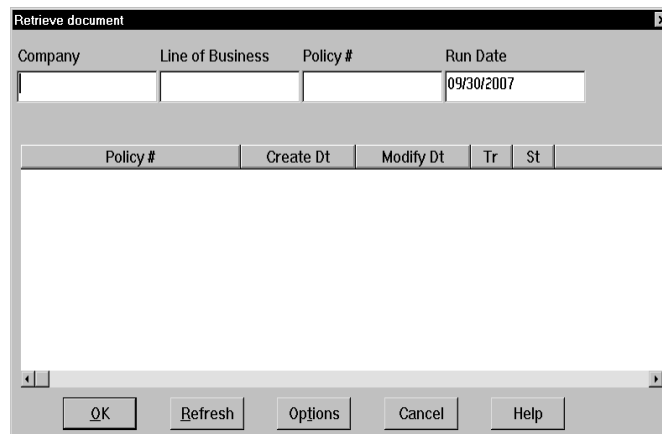 Retrieve document
Company Line of Business Policy # Run Date
09/30/2007
Policy # Create Dt Modify Dt Tr St
OK Refresh Options Cancel Help